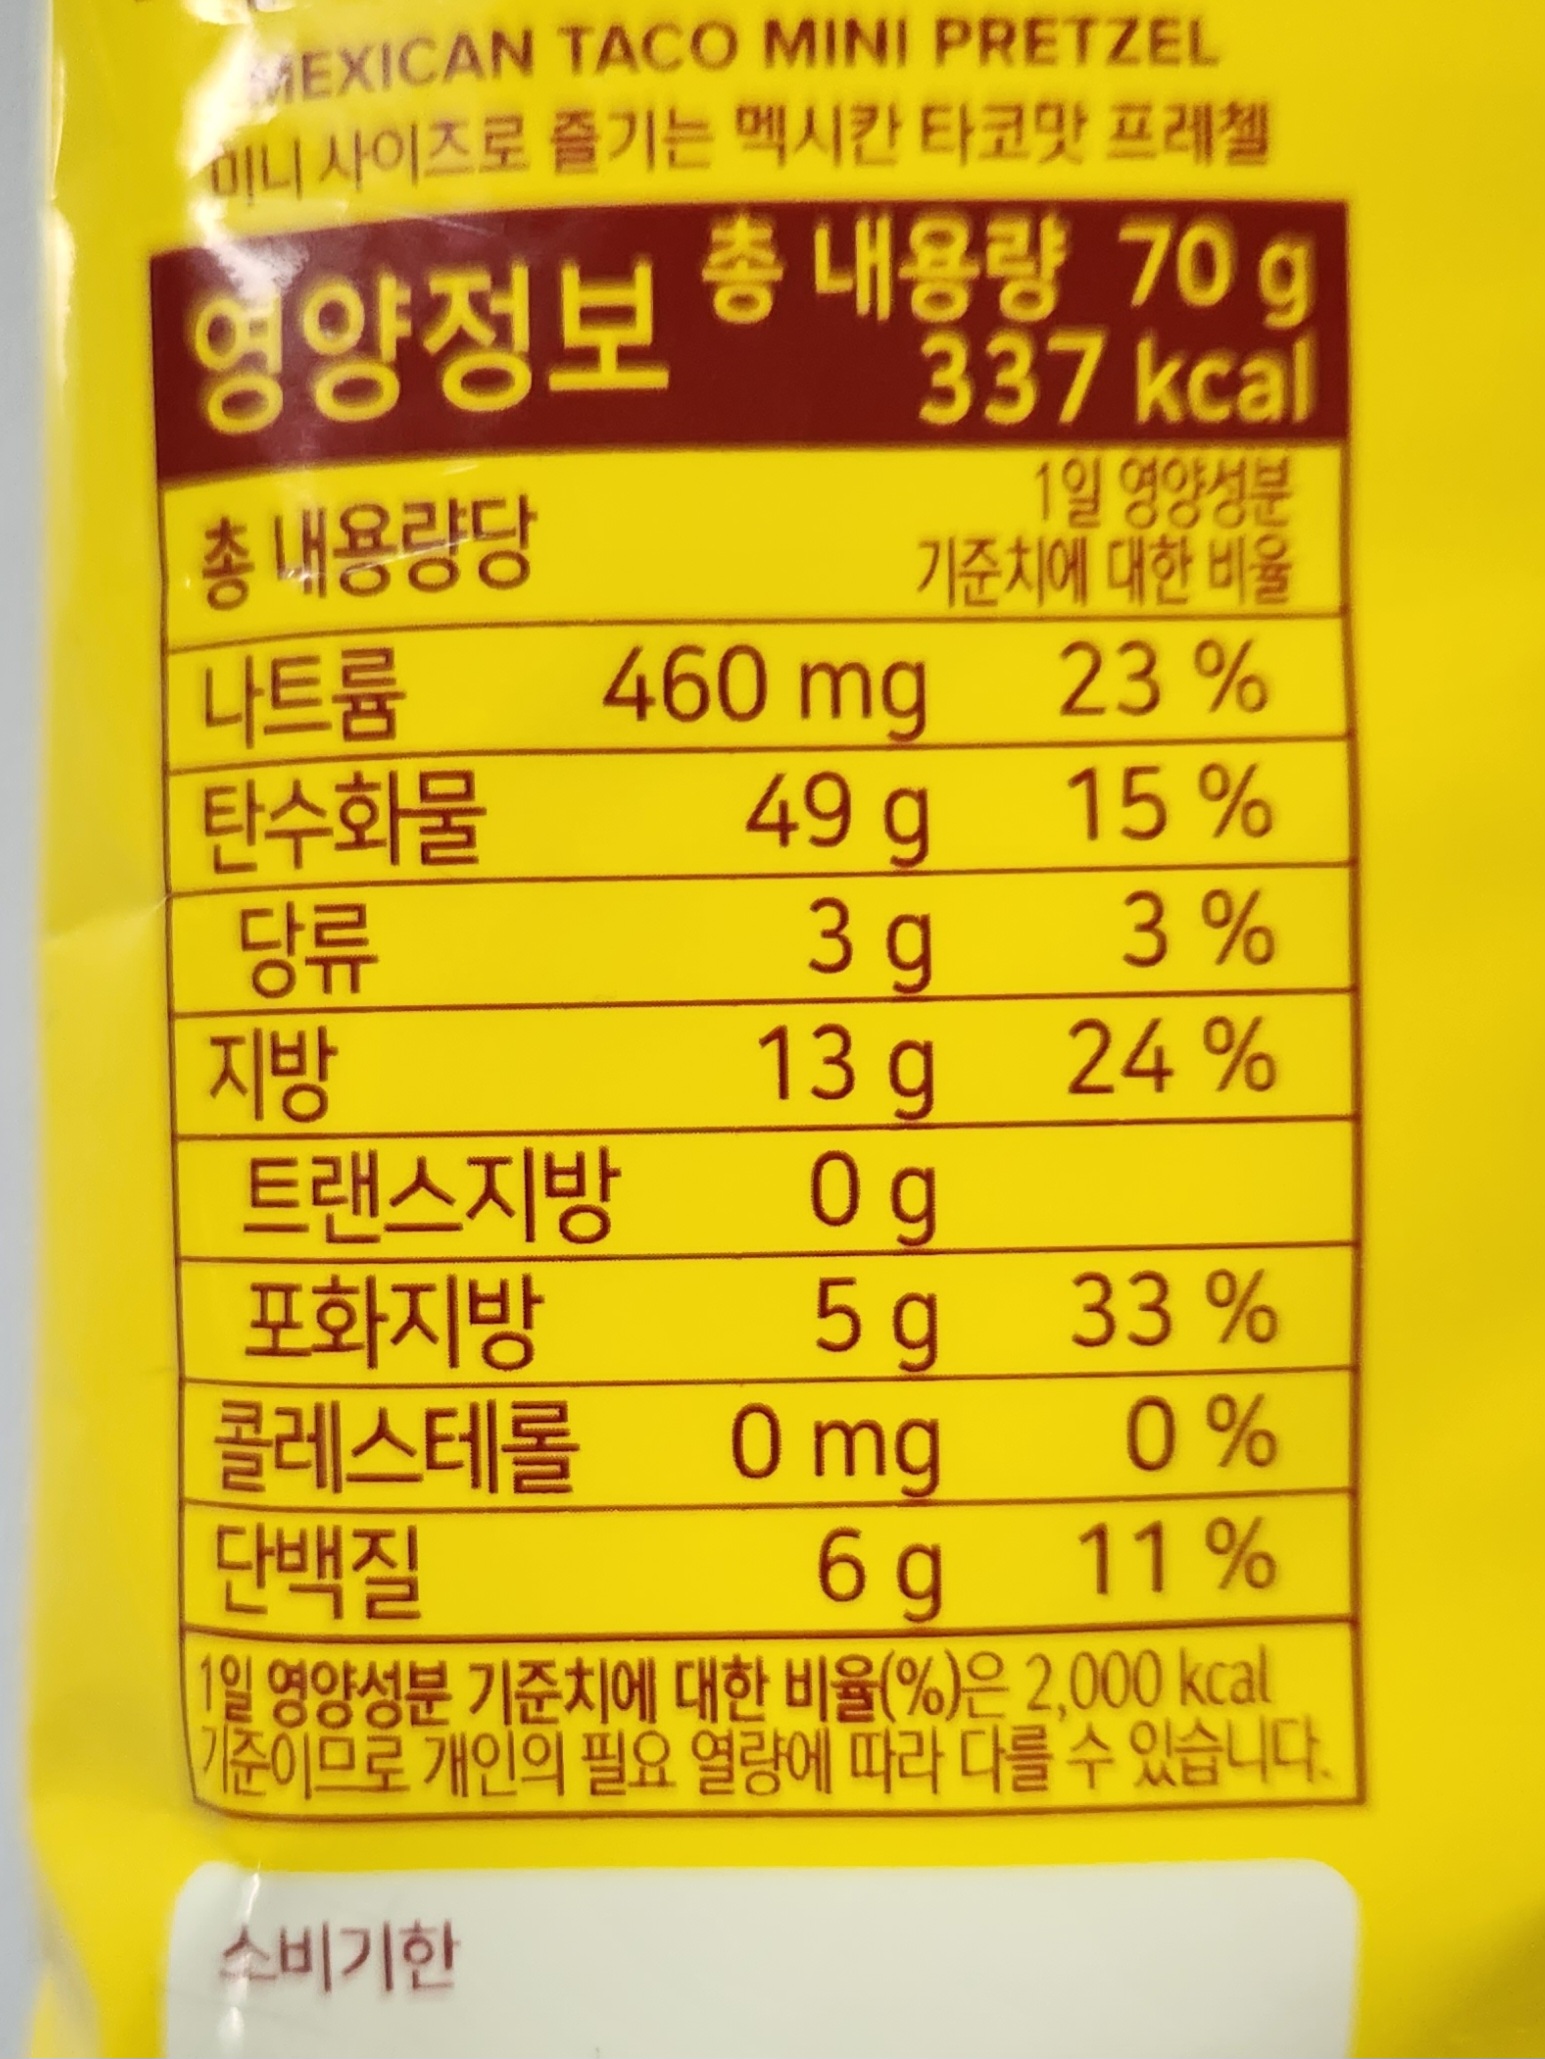 MEXICAN TACO MINI PRETZEL
미니 사이즈로 즐기는 멕시칸 타코맛 프레첼
영양정보 총 내용량 70 g
337 kcal
총 내용량당 1일 영양성분
기준치에 대한 비율
나트륨 460 mg 23 %
탄수화물 49 g 15 %
당류 3 g 3 %
지방 13 g 24 %
트랜스지방 0 g
포화지방 5 g 33 %
콜레스테롤 0 mg 0 %
단백질 6 g 11 %
1일 영양성분 기준치에 대한 비율(%)은 2,000 kcal
기준이므로 개인의 필요 열량에 따라 다를 수 있습니다.
소비기한